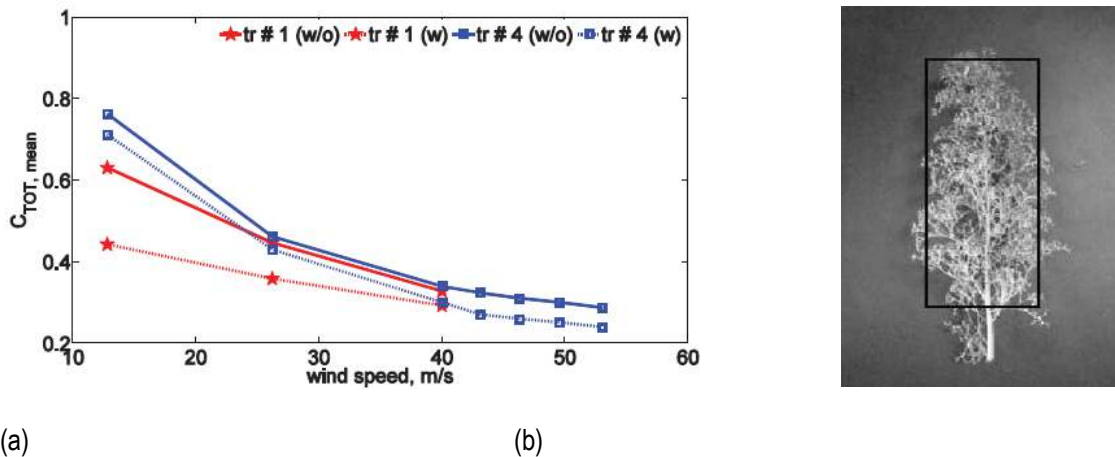 1
tr # 1 (w/o) tr # 1 (w) tr # 4 (w/o) tr # 4 (w)
0.8
0.6
0.4
0.2
C_TOT, mean
10 20 30 40 50 60
wind speed, m/s
(a) (b)